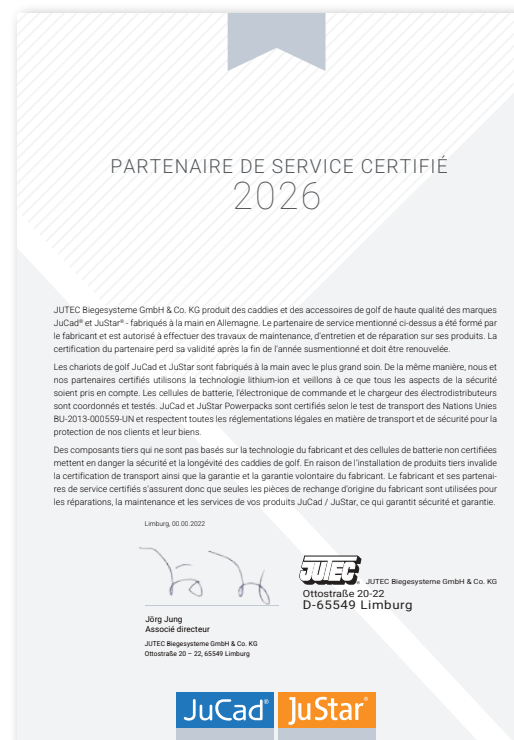 PARTENAIRE DE SERVICE CERTIFIÉ
2026
JUTEC Biegesysteme GmbH & Co. KG produit des caddies et des accessoires de golf de haute qualité des marques
JuCad® et JuStar® - fabriqués à la main en Allemagne. Le partenaire de service mentionné ci-dessus a été formé par
le fabricant et est autorisé à effectuer des travaux de maintenance, d'entretien et de réparation sur ses produits. La
certification du partenaire perd sa validité après la fin de l'année susmentionné et doit être renouvelée.
Les chariots de golf JuCad et JuStar sont fabriqués à la main avec le plus grand soin. De la même manière, nous et
nos partenaires certifiés utilisons la technologie lithium-ion et veillons à ce que tous les aspects de la sécurité
soient pris en compte. Les cellules de batterie, l'électronique de commande et le chargeur des électrodistributeurs
sont coordonnés et testés. JuCad et JuStar Powerpacks sont certifiés selon le test de transport des Nations Unies
BU-2013-000559-UN et respectent toutes les réglementations légales en matière de transport et de sécurité pour la
protection de nos clients et leur biens.
Des composants tiers qui ne sont pas basés sur la technologie du fabricant et des cellules de batterie non certifiées
mettent en danger la sécurité et la longévité des caddies de golf. En raison de l'installation de produits tiers invalide
la certification de transport ainsi que la garantie et la garantie volontaire du fabricant. Le fabricant et ses partenai-
res de service certifiés s'assurent donc que seules les pièces de rechange d'origine du fabricant sont utilisées pour
les réparations, la maintenance et les services de vos produits JuCad / JuStar, ce qui garantit sécurité et garantie.
Limburg, 00.00.2022
JUTEC® JUTEC Biegesysteme GmbH & Co. KG
Ottostraße 20-22
D-65549 Limburg
Jörg Jung
Associé directeur
JUTEC Biegesysteme GmbH & Co. KG
Ottostraße 20 – 22, 65549 Limburg
JuCad® JuStar®